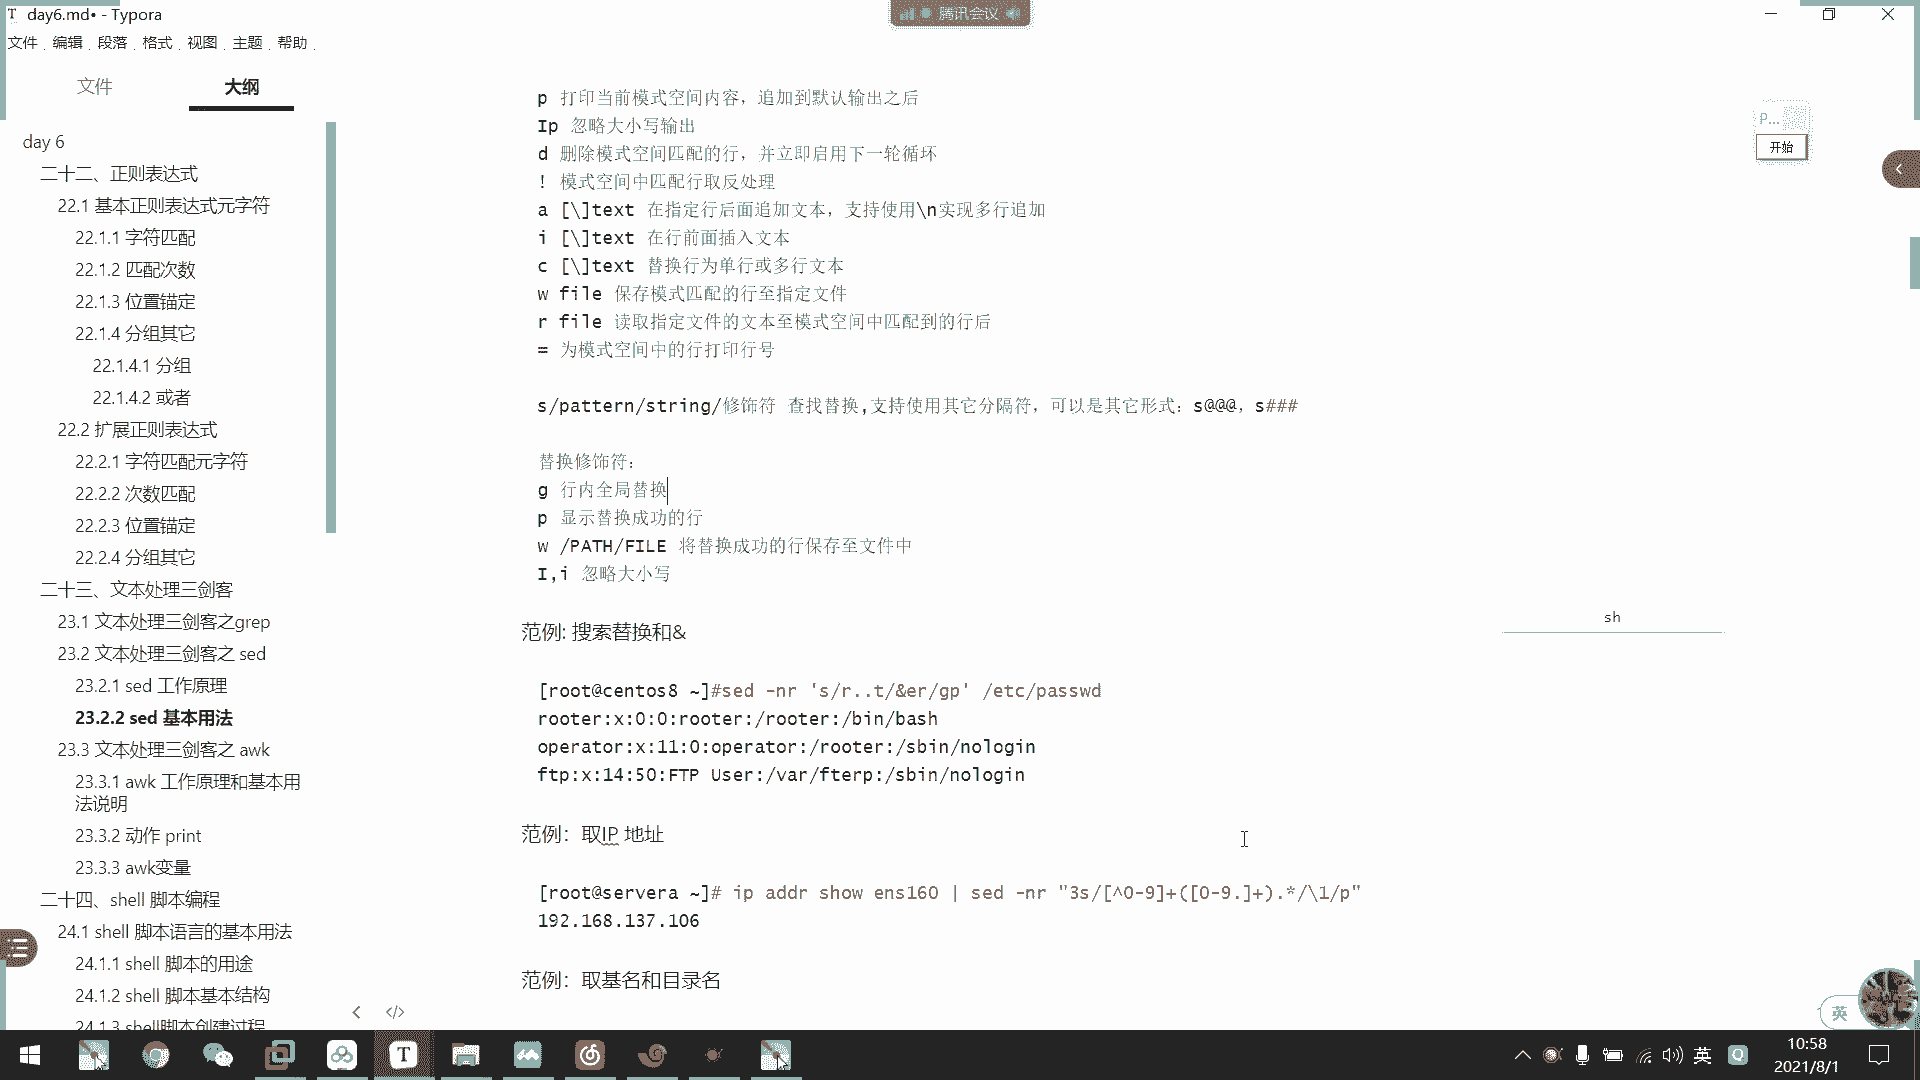 day6.md• - Typora
腾讯会议
文件 编辑 段落 格式 视图 主题 帮助
文件 大纲
day 6
二十二、正则表达式
22.1 基本正则表达式元字符
22.1.1 字符匹配
22.1.2 匹配次数
22.1.3 位置锚定
22.1.4 分组其它
22.1.4.1 分组
22.1.4.2 或者
22.2 扩展正则表达式
22.2.1 字符匹配元字符
22.2.2 次数匹配
22.2.3 位置锚定
22.2.4 分组其它
二十三、文本处理三剑客
23.1 文本处理三剑客之grep
23.2 文本处理三剑客之 sed
23.2.1 sed 工作原理
23.2.2 sed 基本用法
23.3 文本处理三剑客之 awk
23.3.1 awk 工作原理和基本用
法说明
23.3.2 动作 print
23.3.3 awk变量
二十四、shell 脚本编程
24.1 shell 脚本语言的基本用法
24.1.1 shell 脚本的用途
24.1.2 shell 脚本基本结构
24.1.3 shell脚本创建过程
p 打印当前模式空间内容，追加到默认输出之后
Ip 忽略大小写输出
d 删除模式空间匹配的行，并立即启用下一轮循环
! 模式空间中匹配行取反处理
a [\]text 在指定行后面追加文本，支持使用\n实现多行追加
i [\]text 在行前面插入文本
c [\]text 替换行为单行或多行文本
w file 保存模式匹配的行至指定文件
r file 读取指定文件的文本至模式空间中匹配到的行后
= 为模式空间中的行打印行号
s/pattern/string/修饰符 查找替换,支持使用其它分隔符，可以是其它形式：s@@@，s###
替换修饰符：
g 行内全局替换
p 显示替换成功的行
w /PATH/FILE 将替换成功的行保存至文件中
I,i 忽略大小写
范例: 搜索替换和&
[root@centos8 ~]#sed -nr 's/r..t/&er/gp' /etc/passwd
rooter:x:0:0:rooter:/rooter:/bin/bash
operator:x:11:0:operator:/rooter:/sbin/nologin
ftp:x:14:50:FTP User:/var/fterp:/sbin/nologin
范例：取IP 地址
[root@servera ~]# ip addr show ens160 | sed -nr "3s/[^0-9]+([0-9.]+).*/\1/p"
192.168.137.106
范例：取基名和目录名
P...
开始
sh
英
英
10:58
2021/8/1